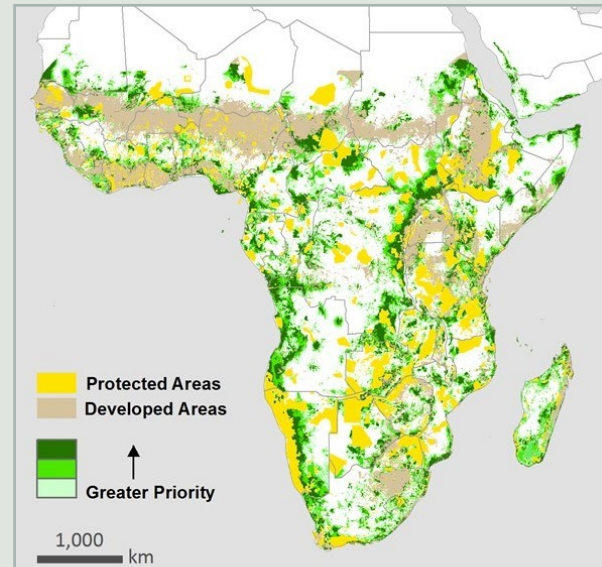 Protected Areas
Developed Areas
Greater Priority
1,000
km